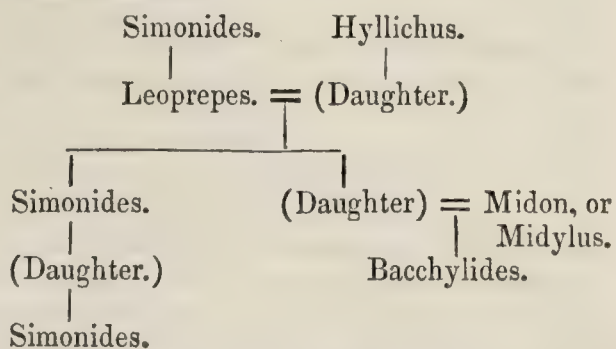 Simonides. Hyllichus.
Leoprepes. = (Daughter.)
Simonides. (Daughter) = Midon, or
(Daughter.) Midylus.
Bacchylides.
Simonides.